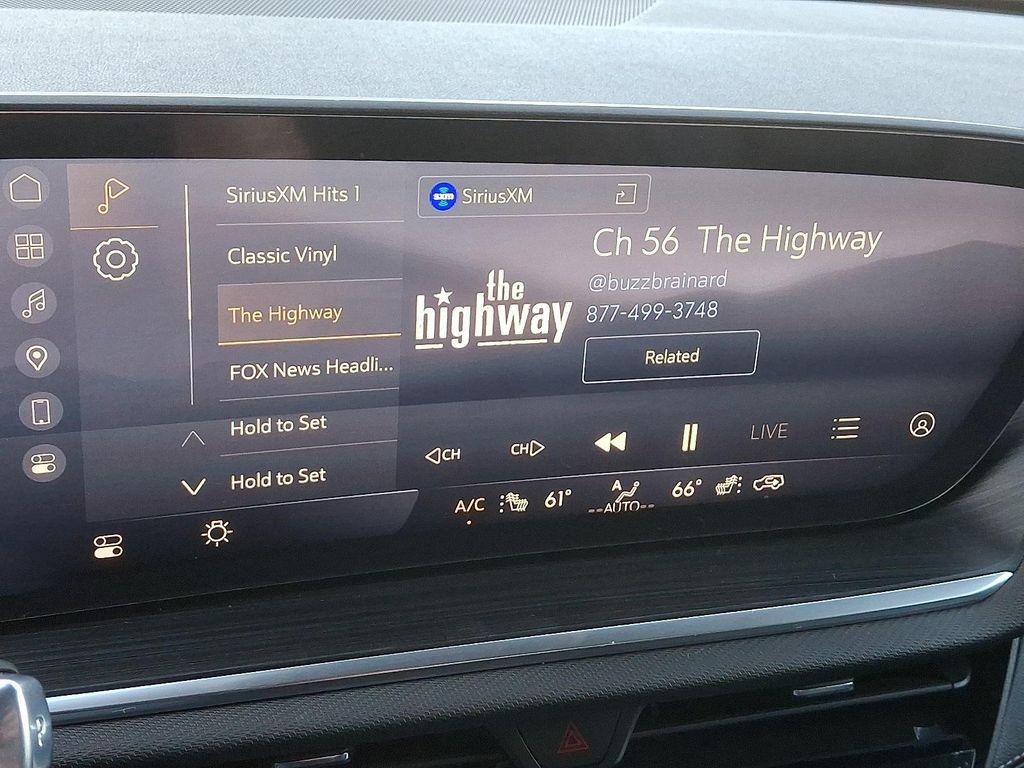 SiriusXM Hits 1
Classic Vinyl
The Highway
FOX News Headli...
Hold to Set
Hold to Set
SXM SiriusXM
Ch 56 The Highway
@buzzbrainard
877-499-3748
the
highway
Related
CH
CH
LIVE
A/C
61°
A
AUTO
66°